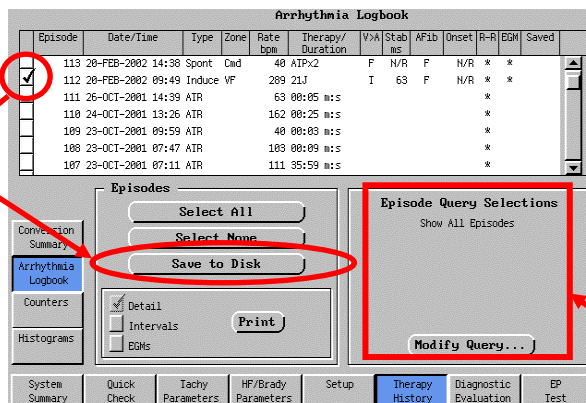 Arrhythmia Logbook
Episode Date/Time Type Zone Rate bpm Therapy/ Duration V>A Stab ms AFib Onset R-R EGM Saved
113 20-FEB-2002 14:38 Spont Cmd 40 AIPx2 F N/R F N/R * *
112 20-FEB-2002 09:49 Induce VF 289 21J I 63 F N/R * *
111 26-OCT-2001 14:39 ATR 63 00:05 m:s *
110 24-OCT-2001 13:26 ATR 162 00:25 m:s *
109 23-OCT-2001 09:59 ATR 40 00:03 m:s *
108 23-OCT-2001 07:47 ATR 103 00:09 m:s *
107 23-OCT-2001 07:11 ATR 111 35:59 m:s *
Conversion Summary
Arrhythmia Logbook
Counters
Histograms
Episodes
Select All
Select None
Save to Disk
Detail
Intervals
EGMs
Print
Episode Query Selections
Show All Episodes
Modify Query...
System Summary
Quick Check
Tachy Parameters
HF/Brady Parameters
Setup
Therapy History
Diagnostic Evaluation
EP Test